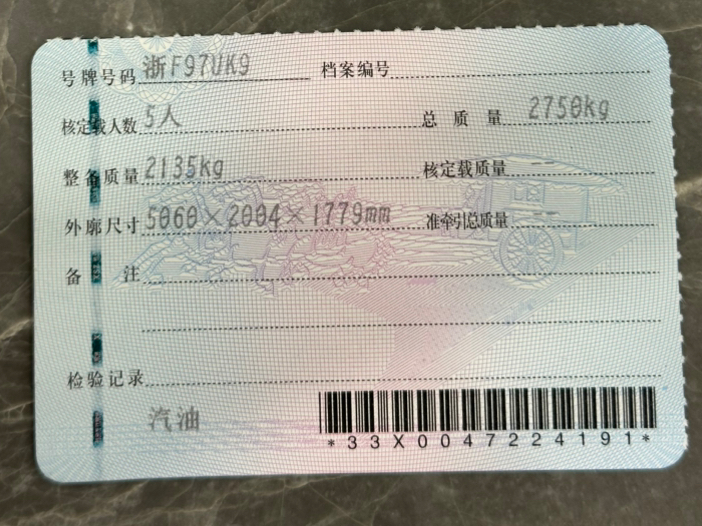 号牌号码 浙F97UK9 档案编号
核定载人数 5人 总质量 2750kg
整备质量 2135kg 核定载质量 --
外廓尺寸 5060×2004×1779mm 准牵引总质量 --
备注
检验记录
汽油
*33X0047224191*